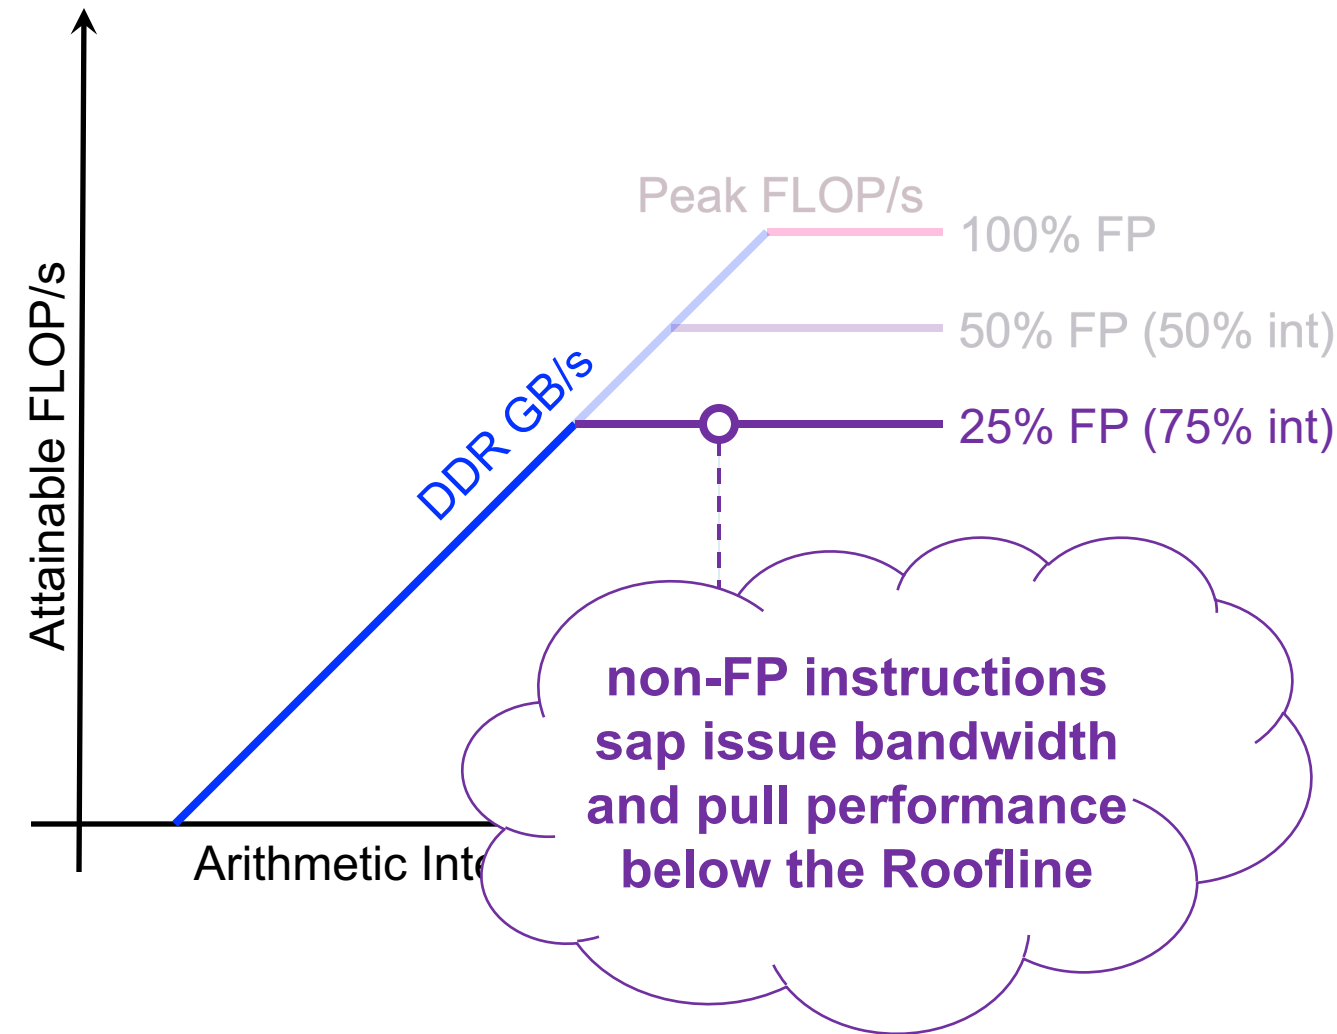 Peak FLOP/s
100% FP
50% FP (50% int)
25% FP (75% int)
Attainable FLOP/s
DDR GB/s
non-FP instructions
sap issue bandwidth
and pull performance
below the Roofline
Arithmetic